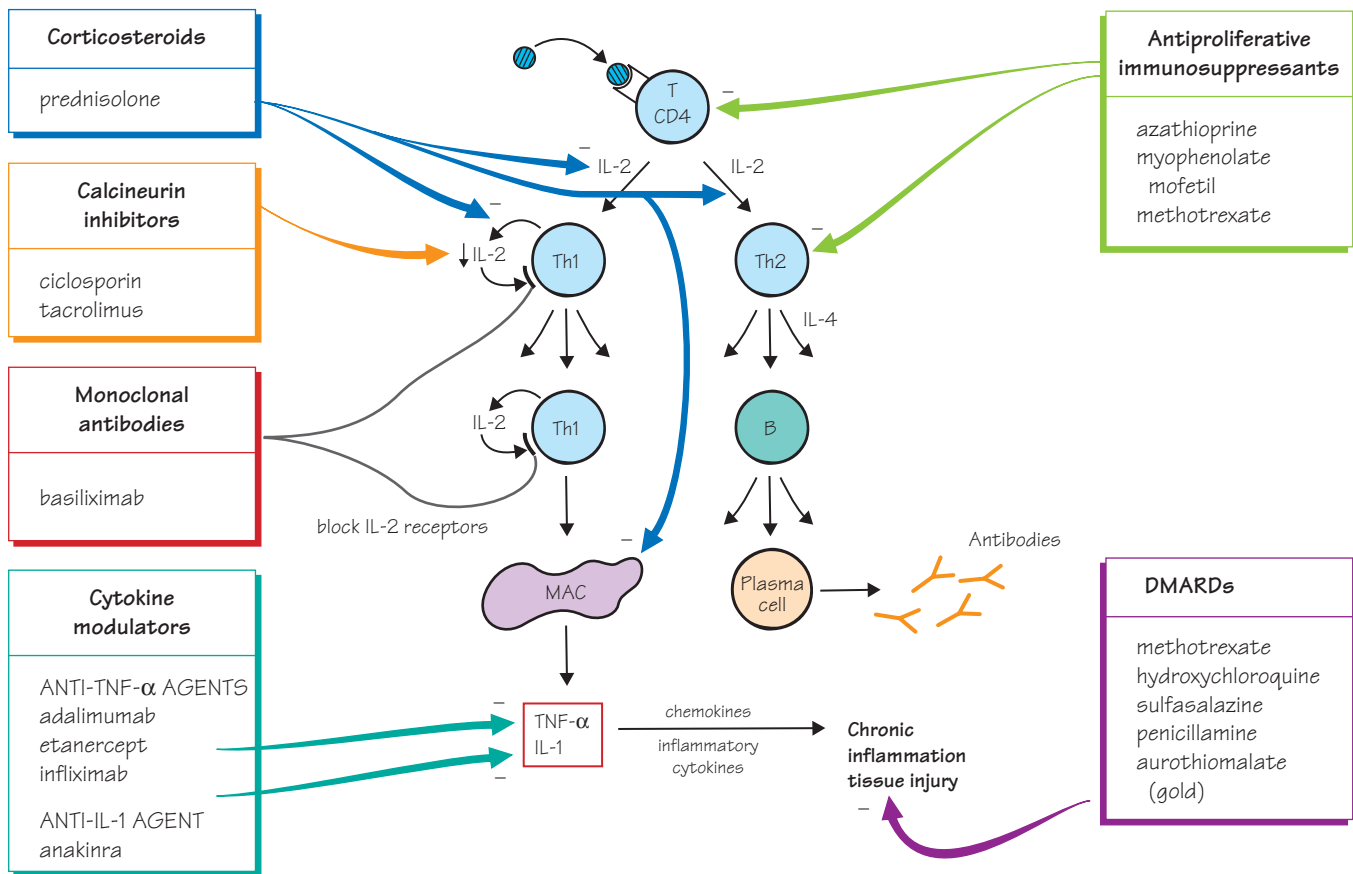 Corticosteroids
prednisolone
Calcineurin
inhibitors
ciclosporin
tacrolimus
Monoclonal
antibodies
basiliximab
block IL-2 receptors
Cytokine
modulators
ANTI-TNF-α AGENTS
adalimumab
etanercept
infliximab
ANTI-IL-1 AGENT
anakinra
T
CD4
–
–
IL-2
IL-2
–
↓ IL-2
Th1
Th2
–
IL-4
IL-2
Th1
B
–
MAC
Plasma
cell
Antibodies
–
TNF-α
IL-1
–
chemokines
inflammatory
cytokines
Chronic
inflammation
tissue injury
–
Antiproliferative
immunosuppressants
azathioprine
myophenolate
mofetil
methotrexate
DMARDs
methotrexate
hydroxychloroquine
sulfasalazine
penicillamine
aurothiomalate
(gold)